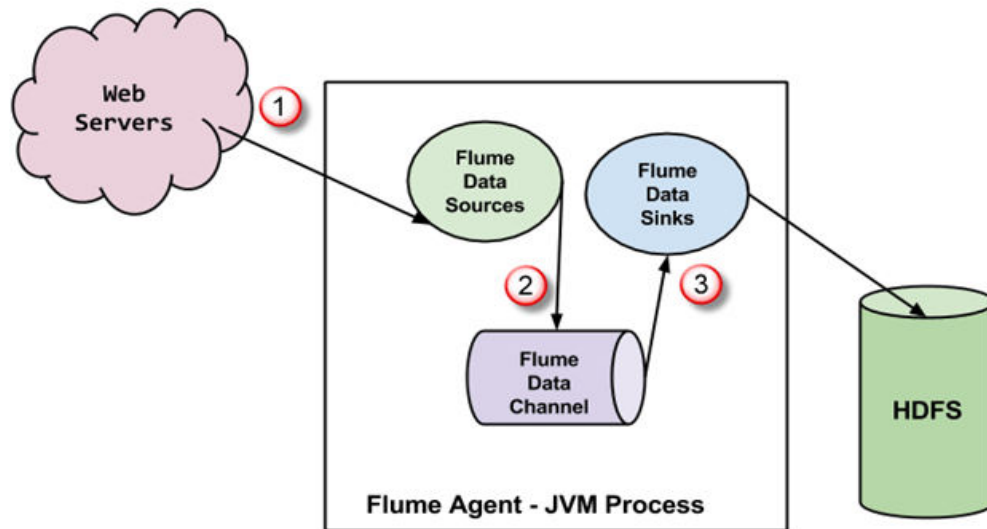 Web
Servers
1
Flume
Data
Sources
Flume
Data
Sinks
2
3
Flume
Data
Channel
HDFS
Flume Agent - JVM Process